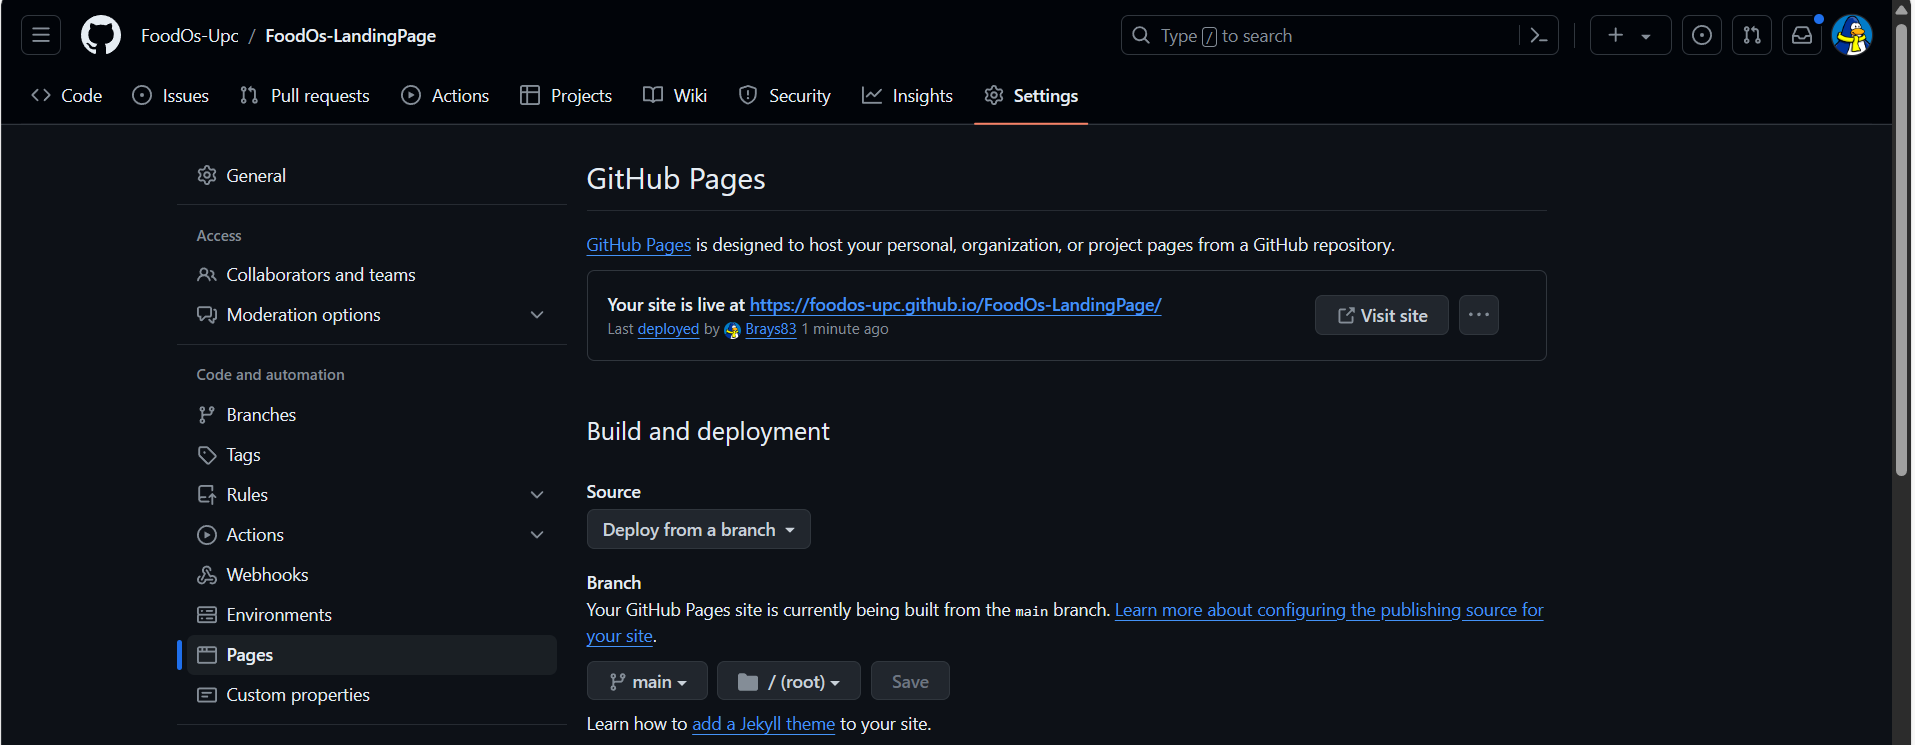 FoodOs-Upc / FoodOs-LandingPage
Type / to search
Code Issues Pull requests Actions Projects Wiki Security Insights Settings
General
Access
Collaborators and teams
Moderation options
Code and automation
Branches
Tags
Rules
Actions
Webhooks
Environments
Pages
Custom properties
GitHub Pages
GitHub Pages is designed to host your personal, organization, or project pages from a GitHub repository.
Your site is live at https://foodos-upc.github.io/FoodOs-LandingPage/
Last deployed by Brays83 1 minute ago
Visit site
Build and deployment
Source
Deploy from a branch
Branch
Your GitHub Pages site is currently being built from the main branch. Learn more about configuring the publishing source for
your site.
main / (root) Save
Learn how to add a Jekyll theme to your site.